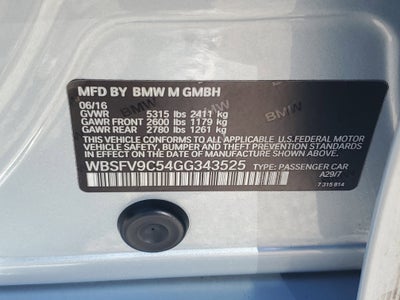 MFD BY BMW M GMBH
06/16
GVWR 5315 lbs 2411 kg
GAWR FRONT 2600 lbs 1179 kg
GAWR REAR 2780 lbs 1261 kg
THIS VEHICLE CONFORMS TO ALL APPLICABLE U.S.FEDERAL MOTOR
VEHICLE SAFETY, BUMPER AND THEFT PREVENTION STANDARDS
IN EFFECT ON THE DATE OF MANUFACTURE SHOWN ABOVE.
WBSFV9C54GG343525 TYPE: PASSENGER CAR
A29/7
7 315 814
BMW
BMW